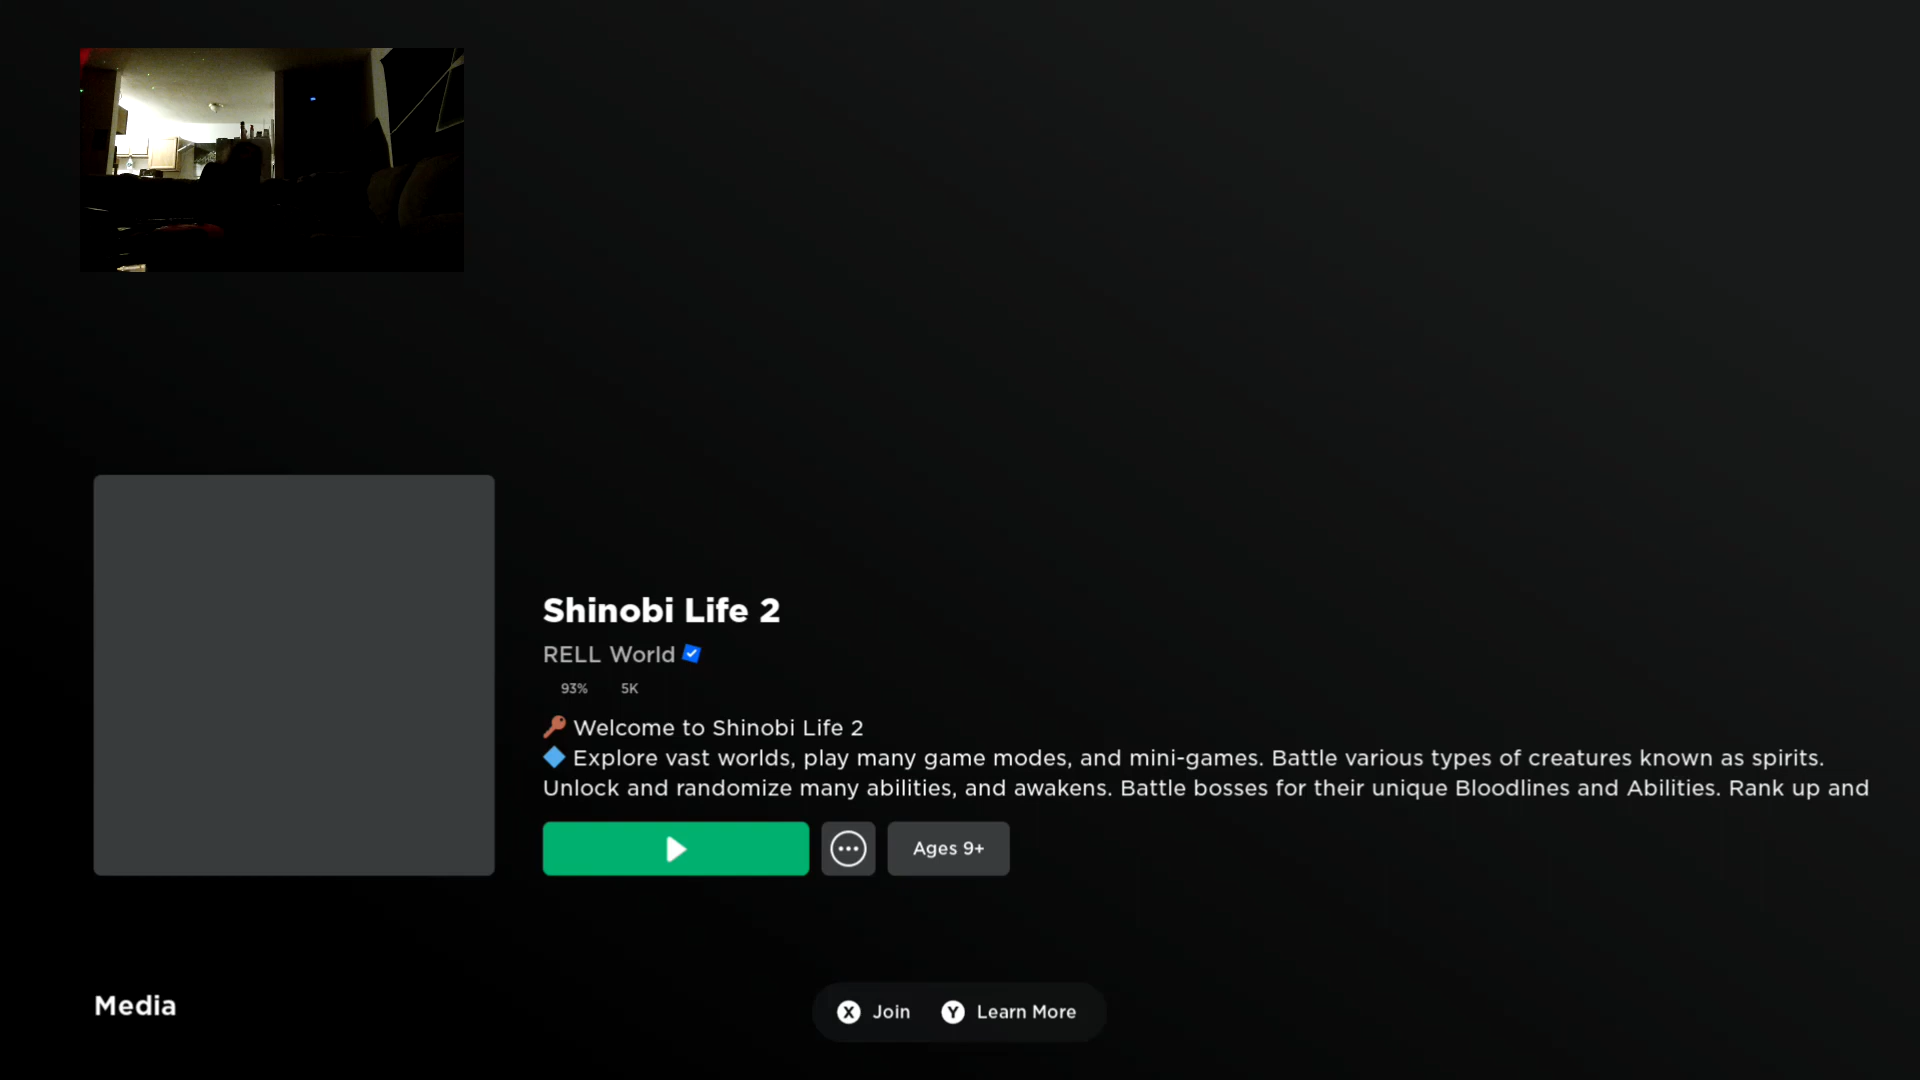 Shinobi Life 2
RELL World
93% 5K
🔑 Welcome to Shinobi Life 2
🔷 Explore vast worlds, play many game modes, and mini-games. Battle various types of creatures known as spirits.
Unlock and randomize many abilities, and awakens. Battle bosses for their unique Bloodlines and Abilities. Rank up and
Ages 9+
Media
X Join Y Learn More